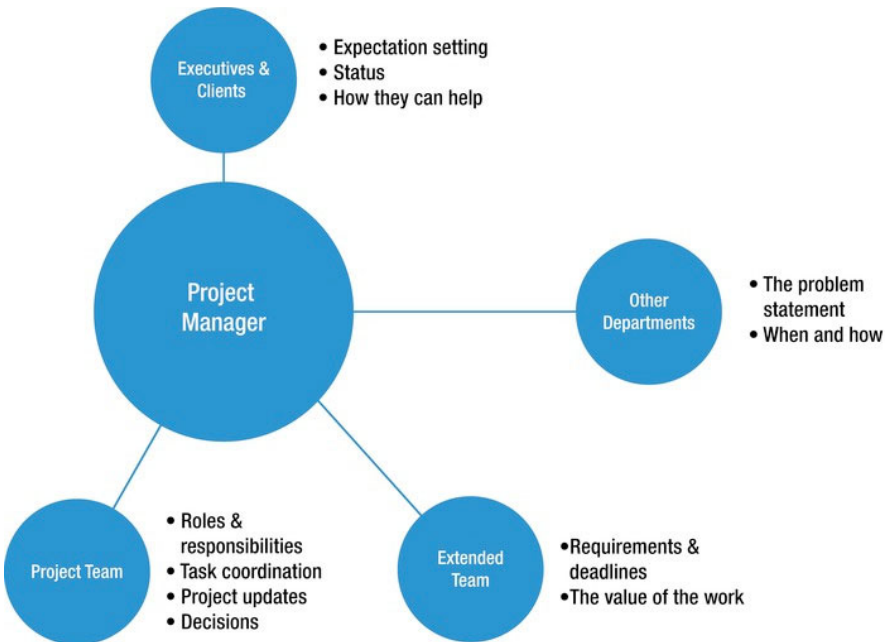 Executives &
Clients
• Expectation setting
• Status
• How they can help
Project
Manager
Other
Departments
• The problem
statement
• When and how
Project Team
• Roles &
responsibilities
• Task coordination
• Project updates
• Decisions
Extended
Team
•Requirements &
deadlines
•The value of the work